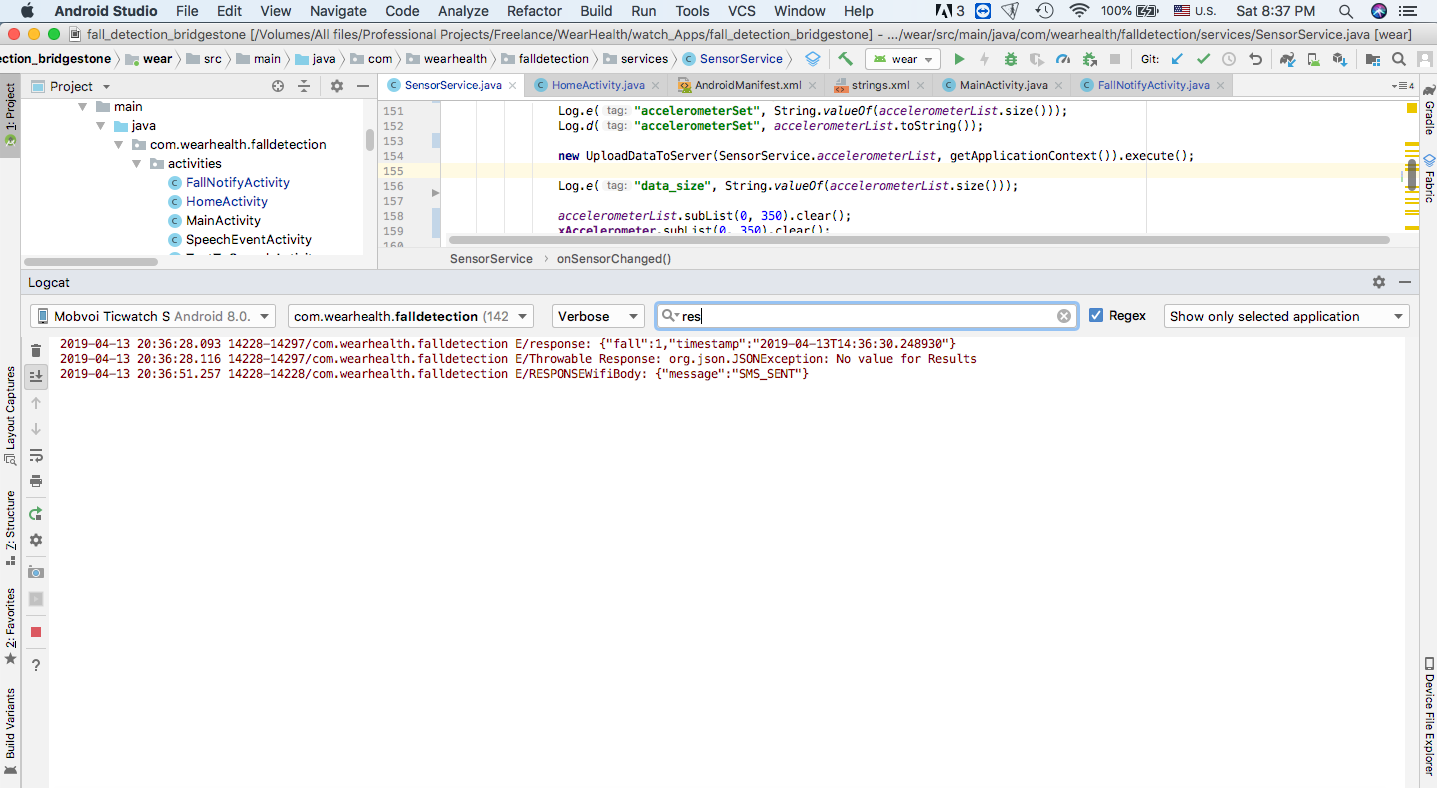 Android Studio File Edit View Navigate Code Analyze Refactor Build Run Tools VCS Window Help 3 100% U.S. Sat 8:37 PM
fall_detection_bridgestone [/Volumes/All files/Professional Projects/Freelance/WearHealth/watch_Apps/fall_detection_bridgestone] - .../wear/src/main/java/com/wearhealth/falldetection/services/SensorService.java [wear]
ection_bridgestone wear src main java com wearhealth falldetection services SensorService wear Git:
1: Project
Project
SensorService.java HomeActivity.java AndroidManifest.xml strings.xml MainActivity.java FallNotifyActivity.java 4
main
java
com.wearhealth.falldetection
activities
FallNotifyActivity
HomeActivity
MainActivity
SpeechEventActivity
151 Log.e( tag: "accelerometerSet", String.valueOf(accelerometerList.size()));
152 Log.d( tag: "accelerometerSet", accelerometerList.toString());
153
154 new UploadDataToServer(SensorService.accelerometerList, getApplicationContext()).execute();
155
156 Log.e( tag: "data_size", String.valueOf(accelerometerList.size()));
157
158 accelerometerList.subList(0, 350).clear();
159 xAccelerometer.subList(0, 350).clear();
160
SensorService › onSensorChanged()
Gradle
Fabric
Logcat
Mobvoi Ticwatch S Android 8.0. com.wearhealth.falldetection (142 Verbose res Regex Show only selected application
2019-04-13 20:36:28.093 14228-14297/com.wearhealth.falldetection E/response: {"fall":1,"timestamp":"2019-04-13T14:36:30.248930"}
2019-04-13 20:36:28.116 14228-14297/com.wearhealth.falldetection E/Throwable Response: org.json.JSONException: No value for Results
2019-04-13 20:36:51.257 14228-14228/com.wearhealth.falldetection E/RESPONSEWifiBody: {"message":"SMS_SENT"}
Layout Captures
7: Structure
2: Favorites
Build Variants
Device File Explorer